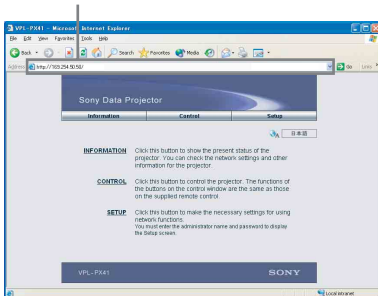 VPL-PX41 - Microsoft Internet Explorer
File Edit View Favorites Tools Help
Back Search Favorites Media
Address http://163.254.50.56/ Go Links
Sony Data Projector
Information Control Setup
日本語
INFORMATION Click this button to show the present status of the
projector. You can check the network settings and other
information for the projector.
CONTROL Click this button to control the projector. The functions of
the buttons on the control window are the same as those
on the supplied remote control.
SETUP Click this button to make the necessary settings for using
network functions.
You must enter the administrator name and password to display
the Setup screen.
VPL-PX41 SONY
Local intranet